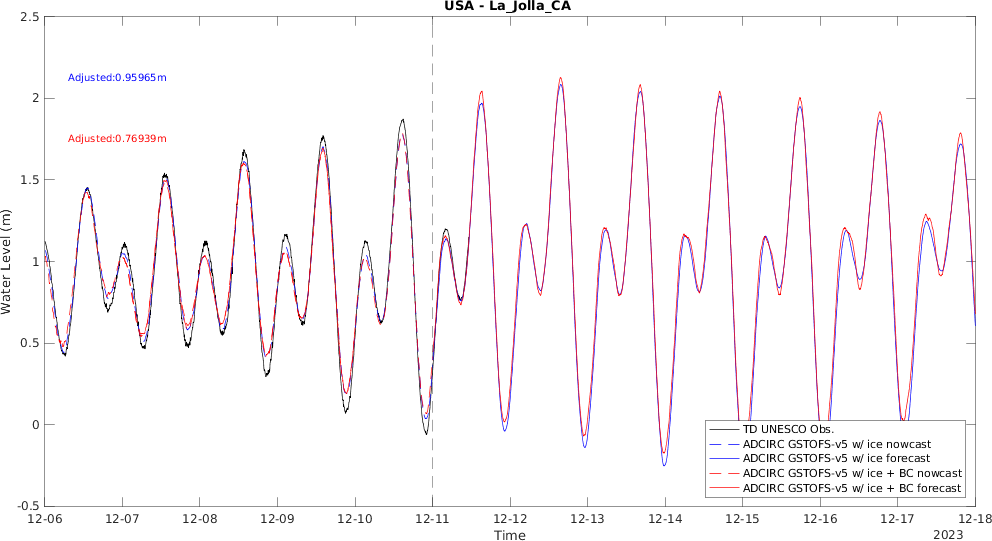 USA - La_Jolla_CA
2.5
Adjusted:0.95965m
2
Adjusted:0.76939m
1.5
Water Level (m)
1
0.5
0
TD UNESCO Obs.
ADCIRC GSTOFS-v5 w/ ice nowcast
ADCIRC GSTOFS-v5 w/ ice forecast
ADCIRC GSTOFS-v5 w/ ice + BC nowcast
ADCIRC GSTOFS-v5 w/ ice + BC forecast
-0.5
12-06 12-07 12-08 12-09 12-10 12-11 12-12 12-13 12-14 12-15 12-16 12-17 12-18
Time
2023